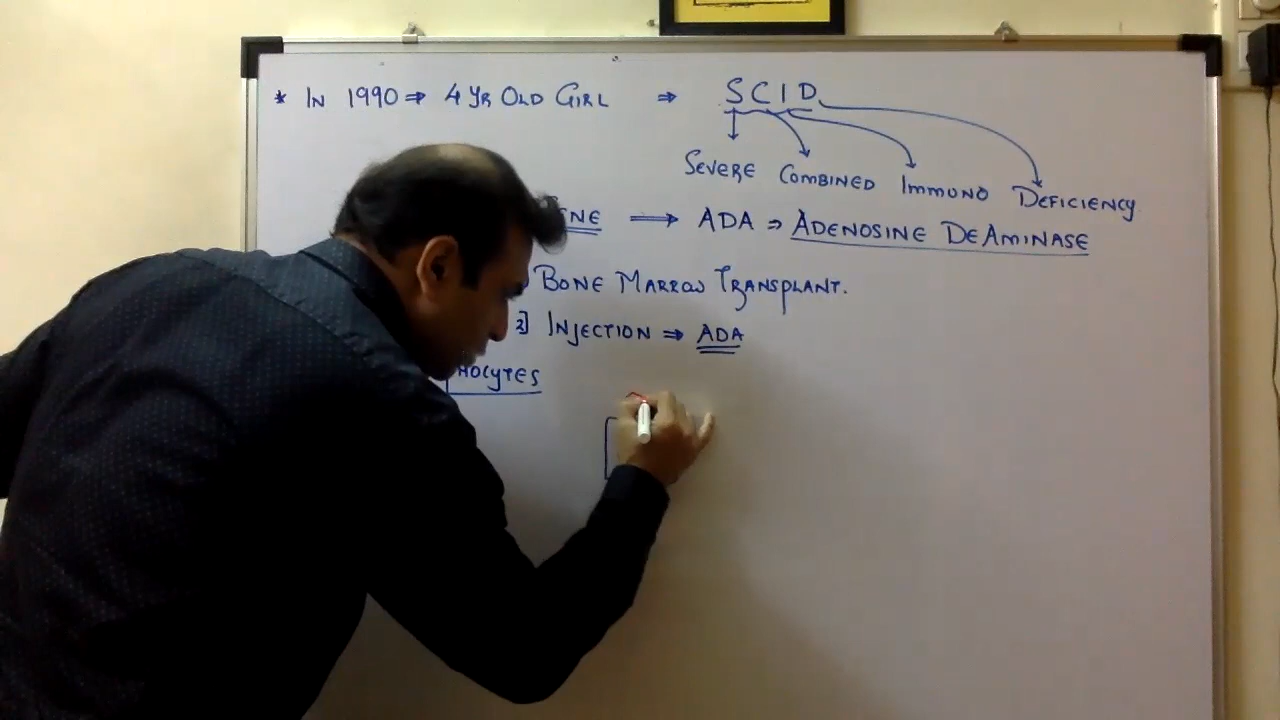 * IN 1990 ⇒ 4 YR OLD GIRL ⇒ SCID
SEVERE COMBINED IMMUNO DEFICIENCY
⟹ ADA ⇒ ADENOSINE DEAMINASE
BONE MARROW TRANSPLANT.
2] INJECTION ⇒ ADA